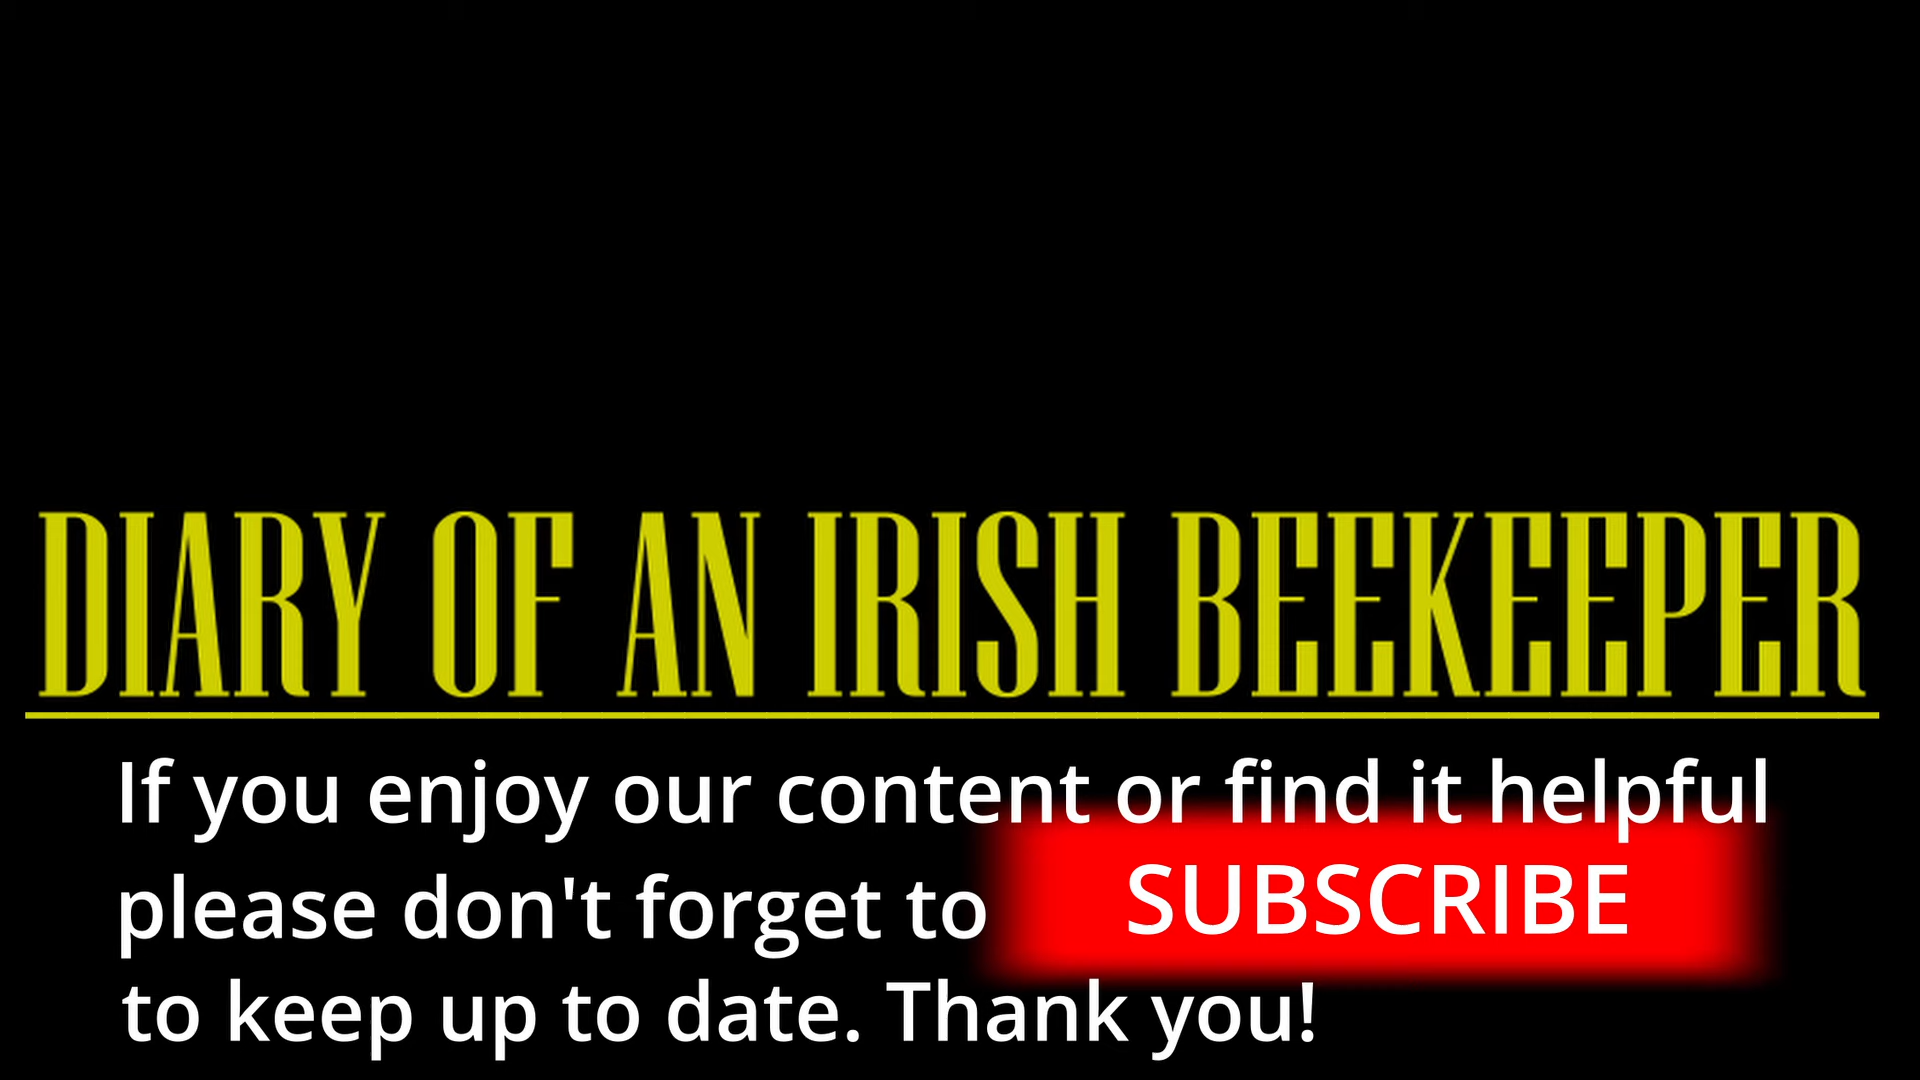 DIARY OF AN IRISH BEEKEEPER
If you enjoy our content or find it helpful
please don't forget to SUBSCRIBE
to keep up to date. Thank you!